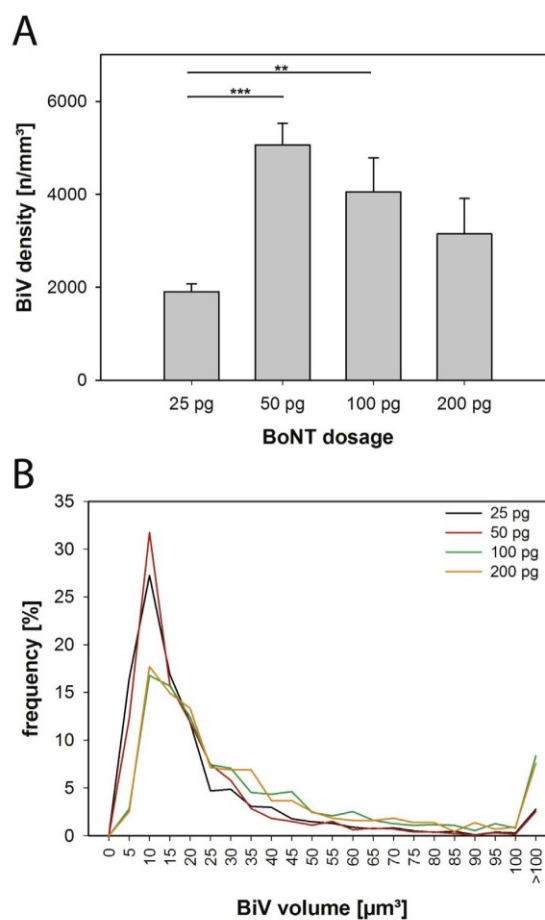 A
BiV density [n/mm³]
6000
4000
2000
0
**
***
25 pg
50 pg
100 pg
200 pg
BoNT dosage
B
frequency [%]
35
30
25
20
15
10
5
0
25 pg
50 pg
100 pg
200 pg
0
5
10
15
20
25
30
35
40
45
50
55
60
65
70
75
80
85
90
95
100
>100
BiV volume [µm³]